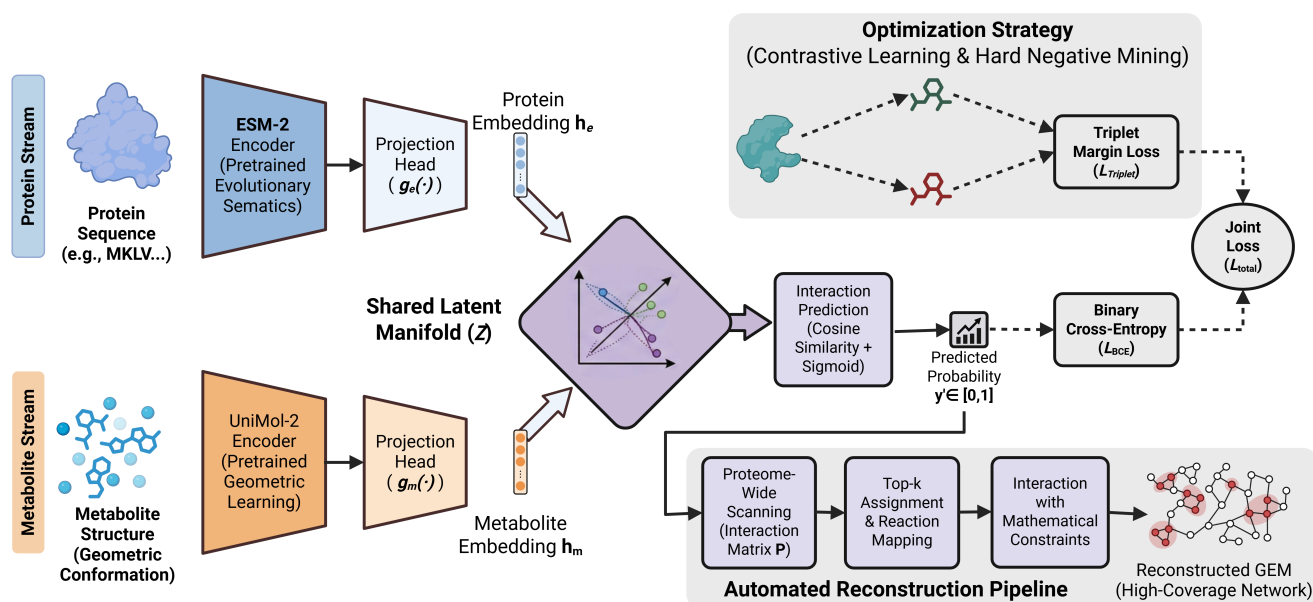 Protein Stream
Protein
Sequence
(e.g., MKLV...)
ESM-2
Encoder
(Pretrained
Evolutionary
Sematics)
Projection
Head
( g_e(·) )
Protein
Embedding h_e
Optimization Strategy
(Contrastive Learning & Hard Negative Mining)
Triplet
Margin Loss
(L_Triplet)
Joint
Loss
(L_total)
Shared Latent
Manifold (Z)
Interaction
Prediction
(Cosine
Similarity +
Sigmoid)
Predicted
Probability
y'∈ [0,1]
Binary
Cross-Entropy
(L_BCE)
Metabolite Stream
Metabolite
Structure
(Geometric
Conformation)
UniMol-2
Encoder
(Pretrained
Geometric
Learning)
Projection
Head
( g_m(·) )
Metabolite
Embedding h_m
Proteome-
Wide
Scanning
(Interaction
Matrix P)
Top-k
Assignment
& Reaction
Mapping
Interaction
with
Mathematical
Constraints
Reconstructed GEM
(High-Coverage Network)
Automated Reconstruction Pipeline